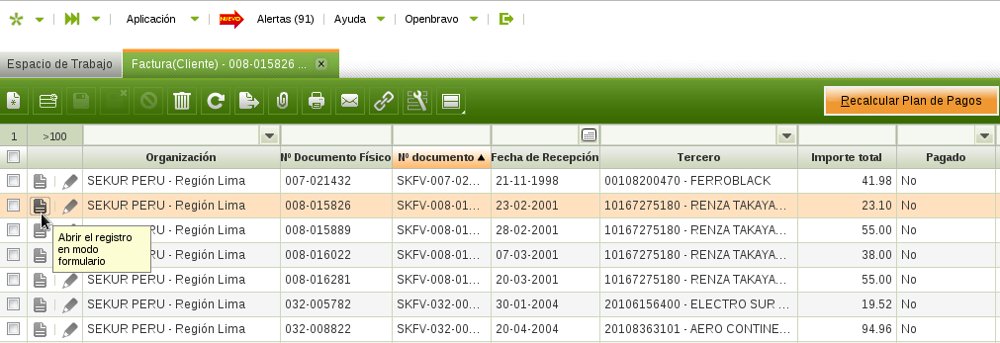 Aplicación NUEVO Alertas (91) Ayuda Openbravo
Espacio de Trabajo Factura(Cliente) - 008-015826 ... x
Recalcular Plan de Pagos
1 >100
Organización Nº Documento Físico Nº documento Fecha de Recepción Tercero Importe total Pagado
SEKUR PERU - Región Lima 007-021432 SKFV-007-02... 21-11-1998 00108200470 - FERROBLACK 41.98 No
SEKUR PERU - Región Lima 008-015826 SKFV-008-01... 23-02-2001 10167275180 - RENZA TAKAYA... 23.10 No
SEKUR PERU - Región Lima 008-015889 SKFV-008-01... 28-02-2001 10167275180 - RENZA TAKAYA... 55.00 No
SEKUR PERU - Región Lima 008-016022 SKFV-008-01... 07-03-2001 10167275180 - RENZA TAKAYA... 38.00 No
SEKUR PERU - Región Lima 008-016281 SKFV-008-01... 20-03-2001 10167275180 - RENZA TAKAYA... 55.00 No
SEKUR PERU - Región Lima 032-005782 SKFV-032-00... 30-01-2004 20106156400 - ELECTRO SUR ... 19.52 No
SEKUR PERU - Región Lima 032-008822 SKFV-032-00... 20-04-2004 20108363101 - AERO CONTINE... 94.96 No
Abrir el registro
en modo
formulario